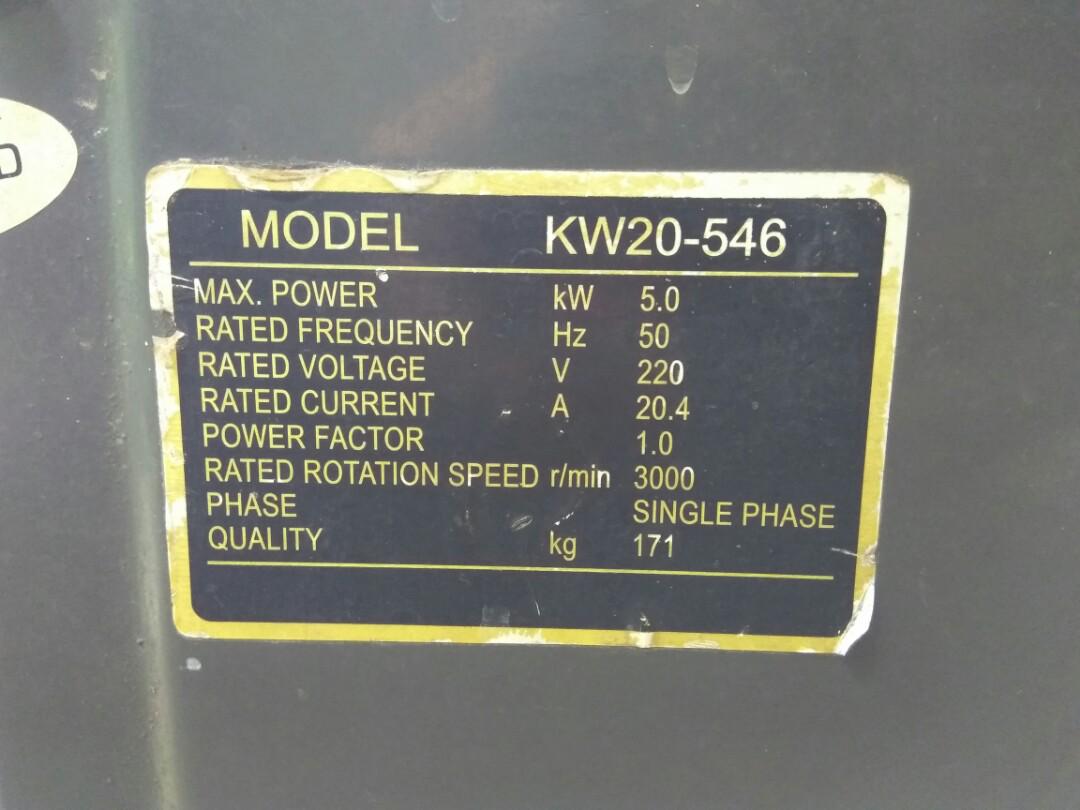 MODEL KW20-546
MAX. POWER kW 5.0
RATED FREQUENCY Hz 50
RATED VOLTAGE V 220
RATED CURRENT A 20.4
POWER FACTOR 1.0
RATED ROTATION SPEED r/min 3000
PHASE SINGLE PHASE
QUALITY kg 171